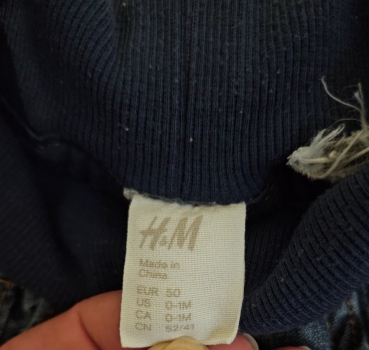 H&M
Made in
China
EUR 50
US 0-1M
CA 0-1M
CN 52/41